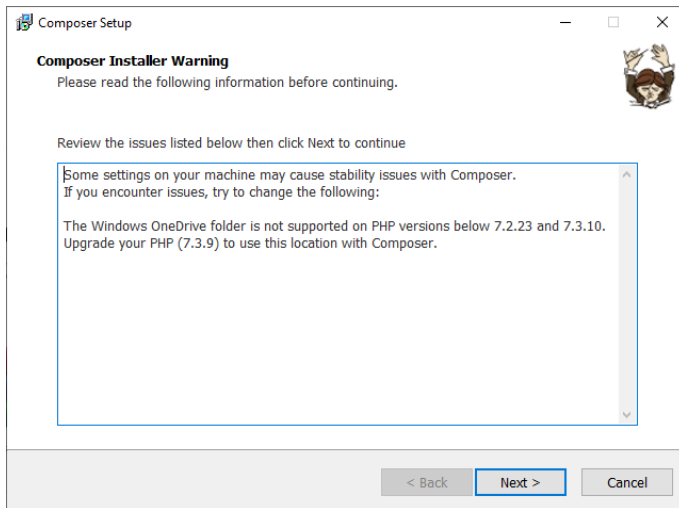 Composer Setup
Composer Installer Warning
Please read the following information before continuing.
Review the issues listed below then click Next to continue
Some settings on your machine may cause stability issues with Composer.
If you encounter issues, try to change the following:
The Windows OneDrive folder is not supported on PHP versions below 7.2.23 and 7.3.10.
Upgrade your PHP (7.3.9) to use this location with Composer.
< Back Next > Cancel